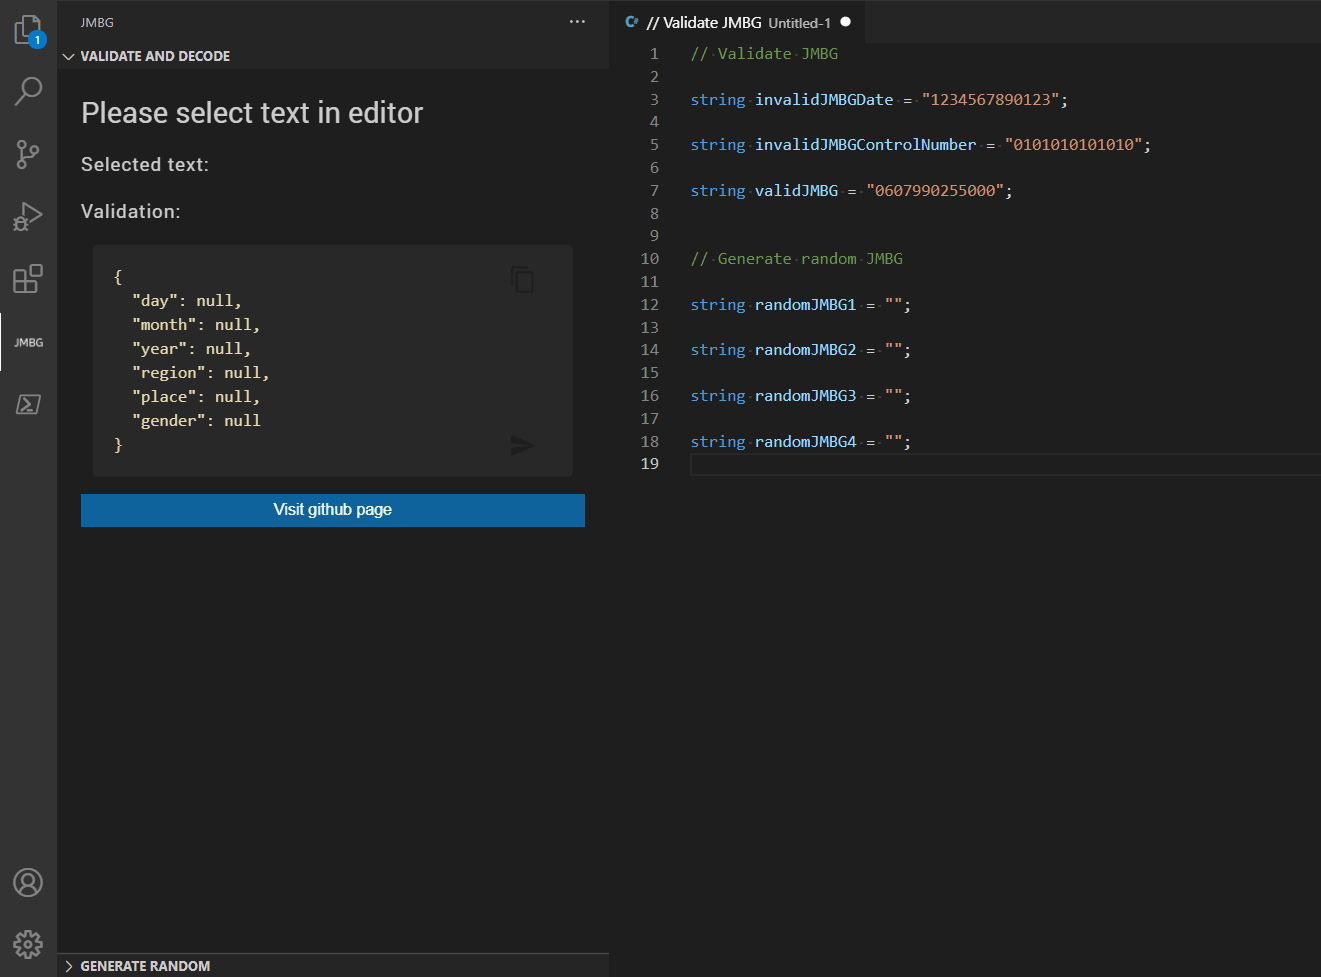 1
JMBG
JMBG
VALIDATE AND DECODE
Please select text in editor
Selected text:
Validation:
{
"day": null,
"month": null,
"year": null,
"region": null,
"place": null,
"gender": null
}
Visit github page
GENERATE RANDOM
C# // Validate JMBG Untitled-1
1 // Validate JMBG
2
3 string invalidJMBGDate = "1234567890123";
4
5 string invalidJMBGControlNumber = "0101010101010";
6
7 string validJMBG = "0607990255000";
8
9
10 // Generate random JMBG
11
12 string randomJMBG1 = "";
13
14 string randomJMBG2 = "";
15
16 string randomJMBG3 = "";
17
18 string randomJMBG4 = "";
19